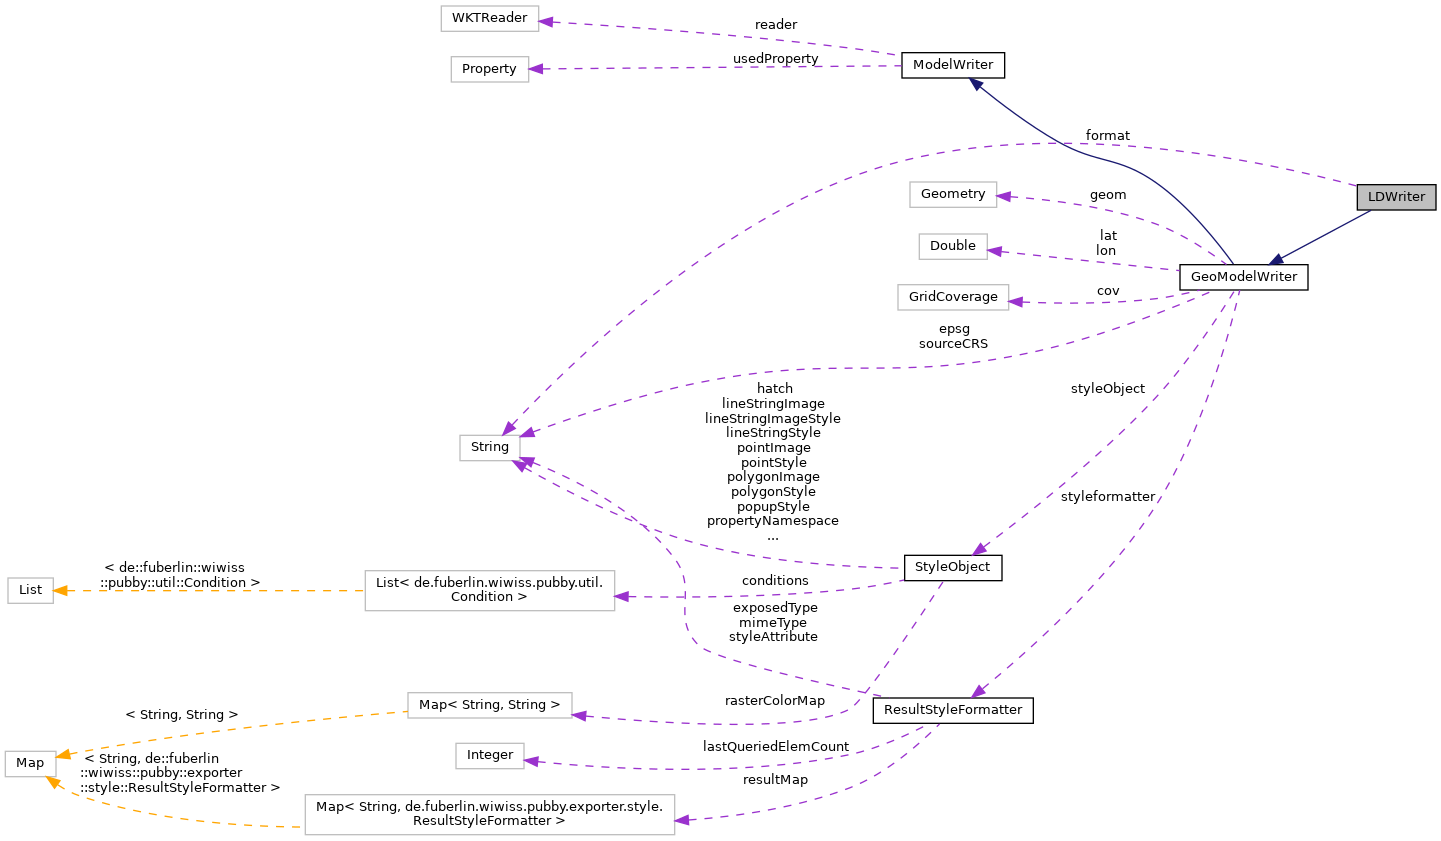 WKTReader
reader
Property
usedProperty
ModelWriter
format
LDWriter
Geometry
geom
Double
lat
lon
GeoModelWriter
GridCoverage
cov
epsg
sourceCRS
styleObject
hatch
lineStringImage
lineStringImageStyle
lineStringStyle
pointImage
pointStyle
polygonImage
polygonStyle
popupStyle
propertyNamespace
...
String
styleformatter
StyleObject
< de::fuberlin::wiwiss
::pubby::util::Condition >
List
List< de.fuberlin.wiwiss.pubby.util.
Condition >
conditions
exposedType
mimeType
styleAttribute
rasterColorMap
ResultStyleFormatter
Map< String, String >
< String, String >
Map
< String, de::fuberlin
::wiwiss::pubby::exporter
::style::ResultStyleFormatter >
Integer
lastQueriedElemCount
resultMap
Map< String, de.fuberlin.wiwiss.pubby.exporter.style.
ResultStyleFormatter >